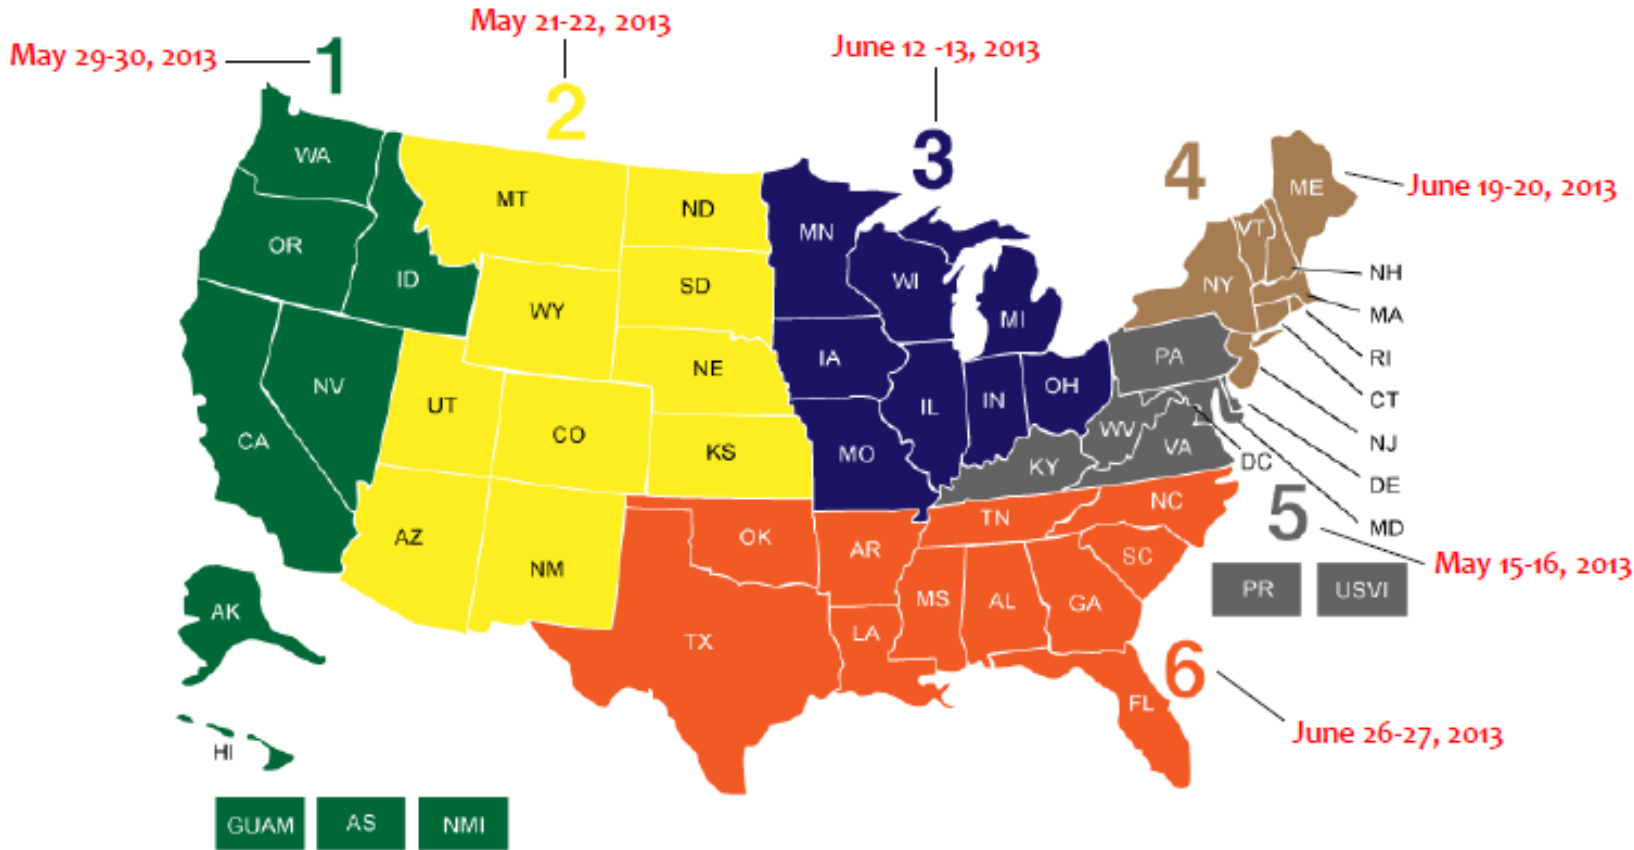 May 21-22, 2013
May 29-30, 2013
June 12 -13, 2013
1
2
3
4
June 19-20, 2013
WA
MT
ND
MN
ME
VT
OR
ID
SD
WI
NY
NH
WY
MI
MA
NV
UT
NE
IA
PA
RI
CA
CO
KS
MO
IL
IN
OH
CT
WV
VA
NJ
KY
DC
DE
AZ
NM
OK
AR
TN
NC
5
MD
SC
May 15-16, 2013
AK
TX
MS
AL
GA
PR
USVI
LA
6
FL
June 26-27, 2013
HI
GUAM
AS
NMI